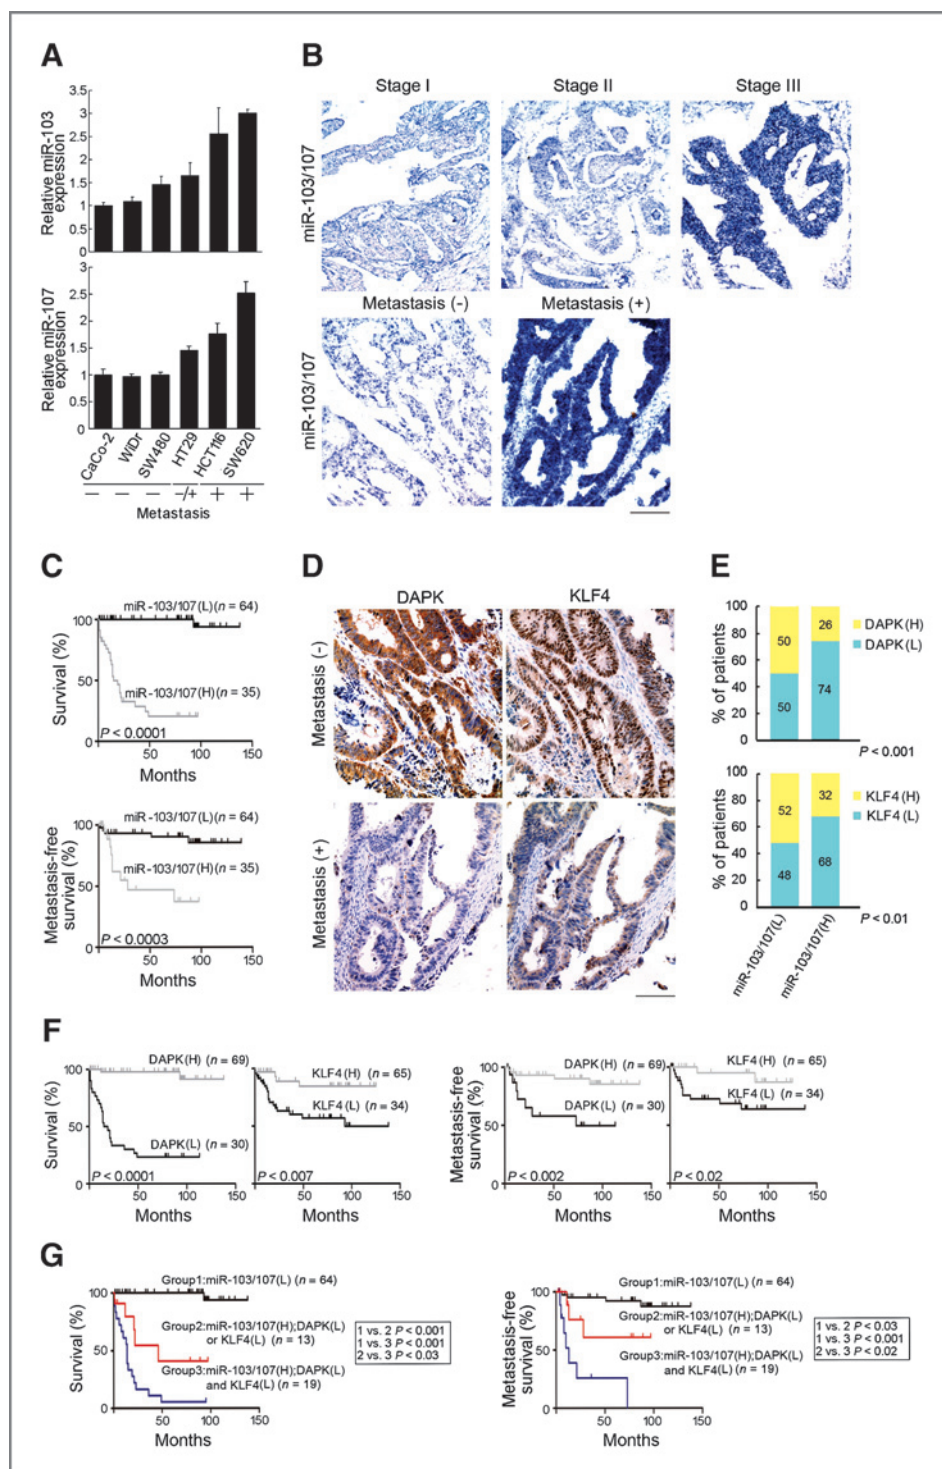 A
Relative miR-103
expression
3.5
3
2.5
2
1.5
1
0.5
0
Relative miR-107
expression
3
2.5
2
1.5
1
0.5
0
CaCo-2
WiDr
SW480
HT29
HCT116
SW620
− − − −/+ + +
Metastasis
B
Stage I
Stage II
Stage III
miR-103/107
Metastasis (-)
Metastasis (+)
miR-103/107
C
Survival (%)
100
50
0
miR-103/107(L)(n = 64)
miR-103/107(H)(n = 35)
P < 0.0001
50 100 150
Months
Metastasis-free
survival (%)
100
50
0
miR-103/107(L)(n = 64)
miR-103/107(H)(n = 35)
P < 0.0003
50 100 150
Months
D
DAPK
KLF4
Metastasis (-)
Metastasis (+)
E
% of patients
100
80
60
40
20
0
50
50
26
74
DAPK(H)
DAPK(L)
P < 0.001
% of patients
100
80
60
40
20
0
52
48
32
68
KLF4(H)
KLF4(L)
P < 0.01
miR-103/107(L)
miR-103/107(H)
F
Survival (%)
100
50
0
DAPK(H) (n = 69)
DAPK(L) (n = 30)
P < 0.0001
50 100 150
Months
100
50
0
KLF4(H) (n = 65)
KLF4(L) (n = 34)
P < 0.007
50 100 150
Months
Metastasis-free
survival (%)
100
50
0
DAPK(H) (n = 69)
DAPK(L) (n = 30)
P < 0.002
50 100 150
Months
100
50
0
KLF4(H) (n = 65)
KLF4(L) (n = 34)
P < 0.02
50 100 150
Months
G
Survival (%)
100
50
0
Group1:miR-103/107(L) (n = 64)
Group2:miR-103/107(H);DAPK(L)
or KLF4(L) (n = 13)
Group3:miR-103/107(H);DAPK(L)
and KLF4(L) (n = 19)
50 100 150
Months
1 vs. 2 P < 0.001
1 vs. 3 P < 0.001
2 vs. 3 P < 0.03
Metastasis-free
survival (%)
100
50
0
Group1:miR-103/107(L) (n = 64)
Group2:miR-103/107(H);DAPK(L)
or KLF4(L) (n = 13)
Group3:miR-103/107(H);DAPK(L)
and KLF4(L) (n = 19)
50 100 150
Months
1 vs. 2 P < 0.03
1 vs. 3 P < 0.001
2 vs. 3 P < 0.02